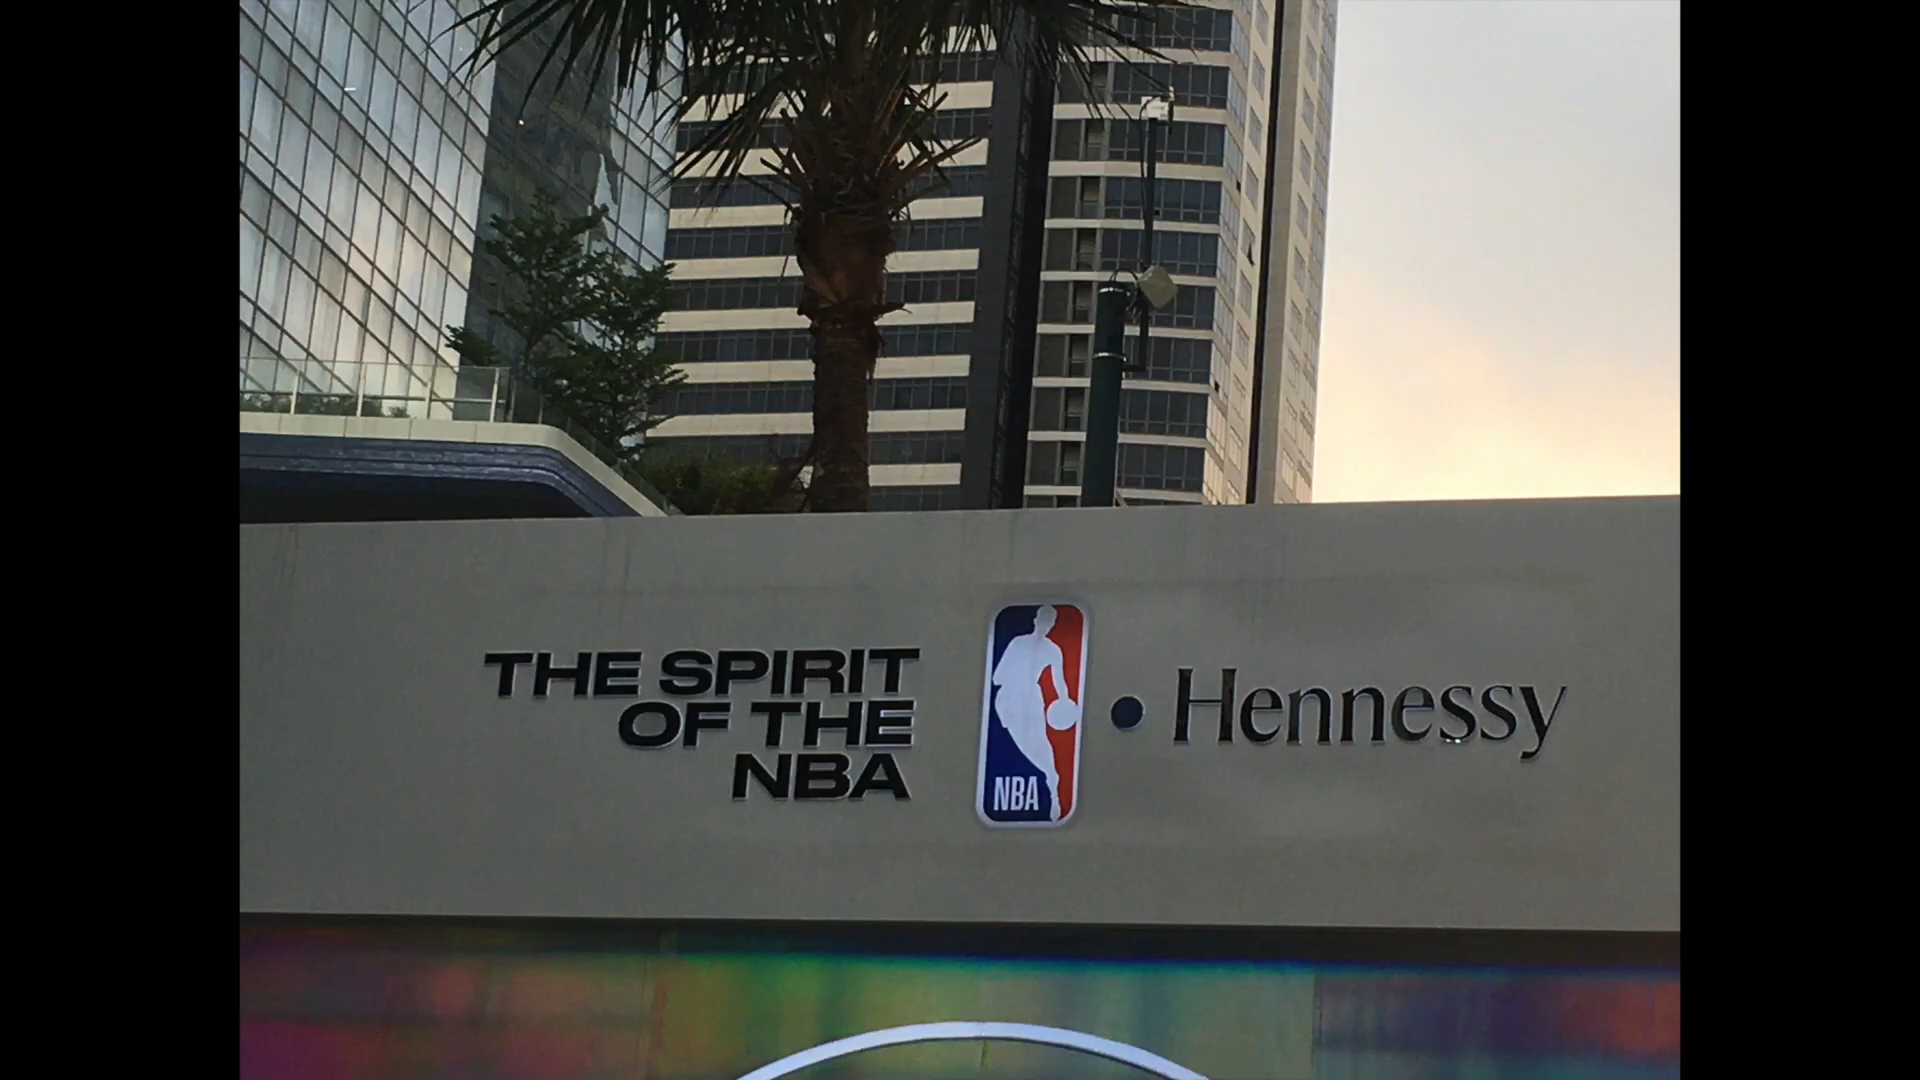 THE SPIRIT
OF THE
NBA
NBA
Hennessy